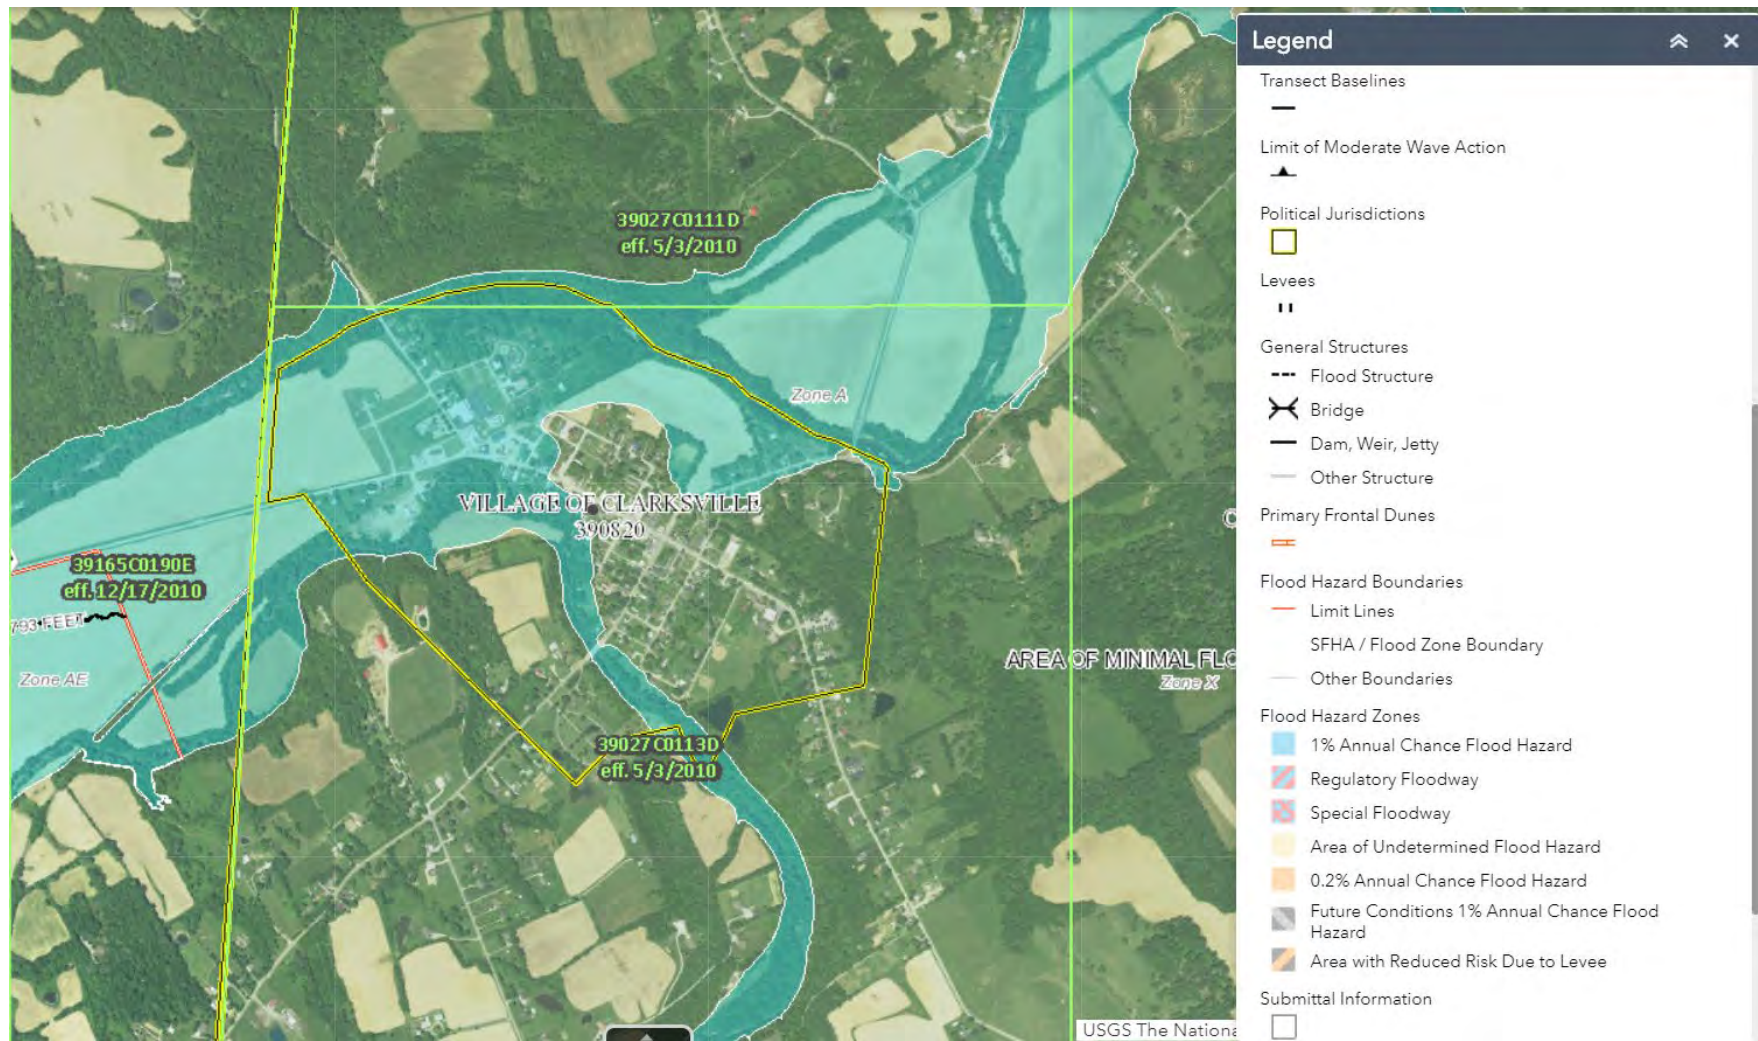 39027C0111D
eff. 5/3/2010
Zone A
VILLAGE OF CLARKSVILLE
390820
39165C0190E
eff. 12/17/2010
793 FEET
Zone AE
AREA OF MINIMAL FLO
Zone X
39027C0113D
eff. 5/3/2010
USGS The Nationa
Legend
Transect Baselines
Limit of Moderate Wave Action
Political Jurisdictions
Levees
General Structures
Flood Structure
Bridge
Dam, Weir, Jetty
Other Structure
Primary Frontal Dunes
Flood Hazard Boundaries
Limit Lines
SFHA / Flood Zone Boundary
Other Boundaries
Flood Hazard Zones
1% Annual Chance Flood Hazard
Regulatory Floodway
Special Floodway
Area of Undetermined Flood Hazard
0.2% Annual Chance Flood Hazard
Future Conditions 1% Annual Chance Flood
Hazard
Area with Reduced Risk Due to Levee
Submittal Information